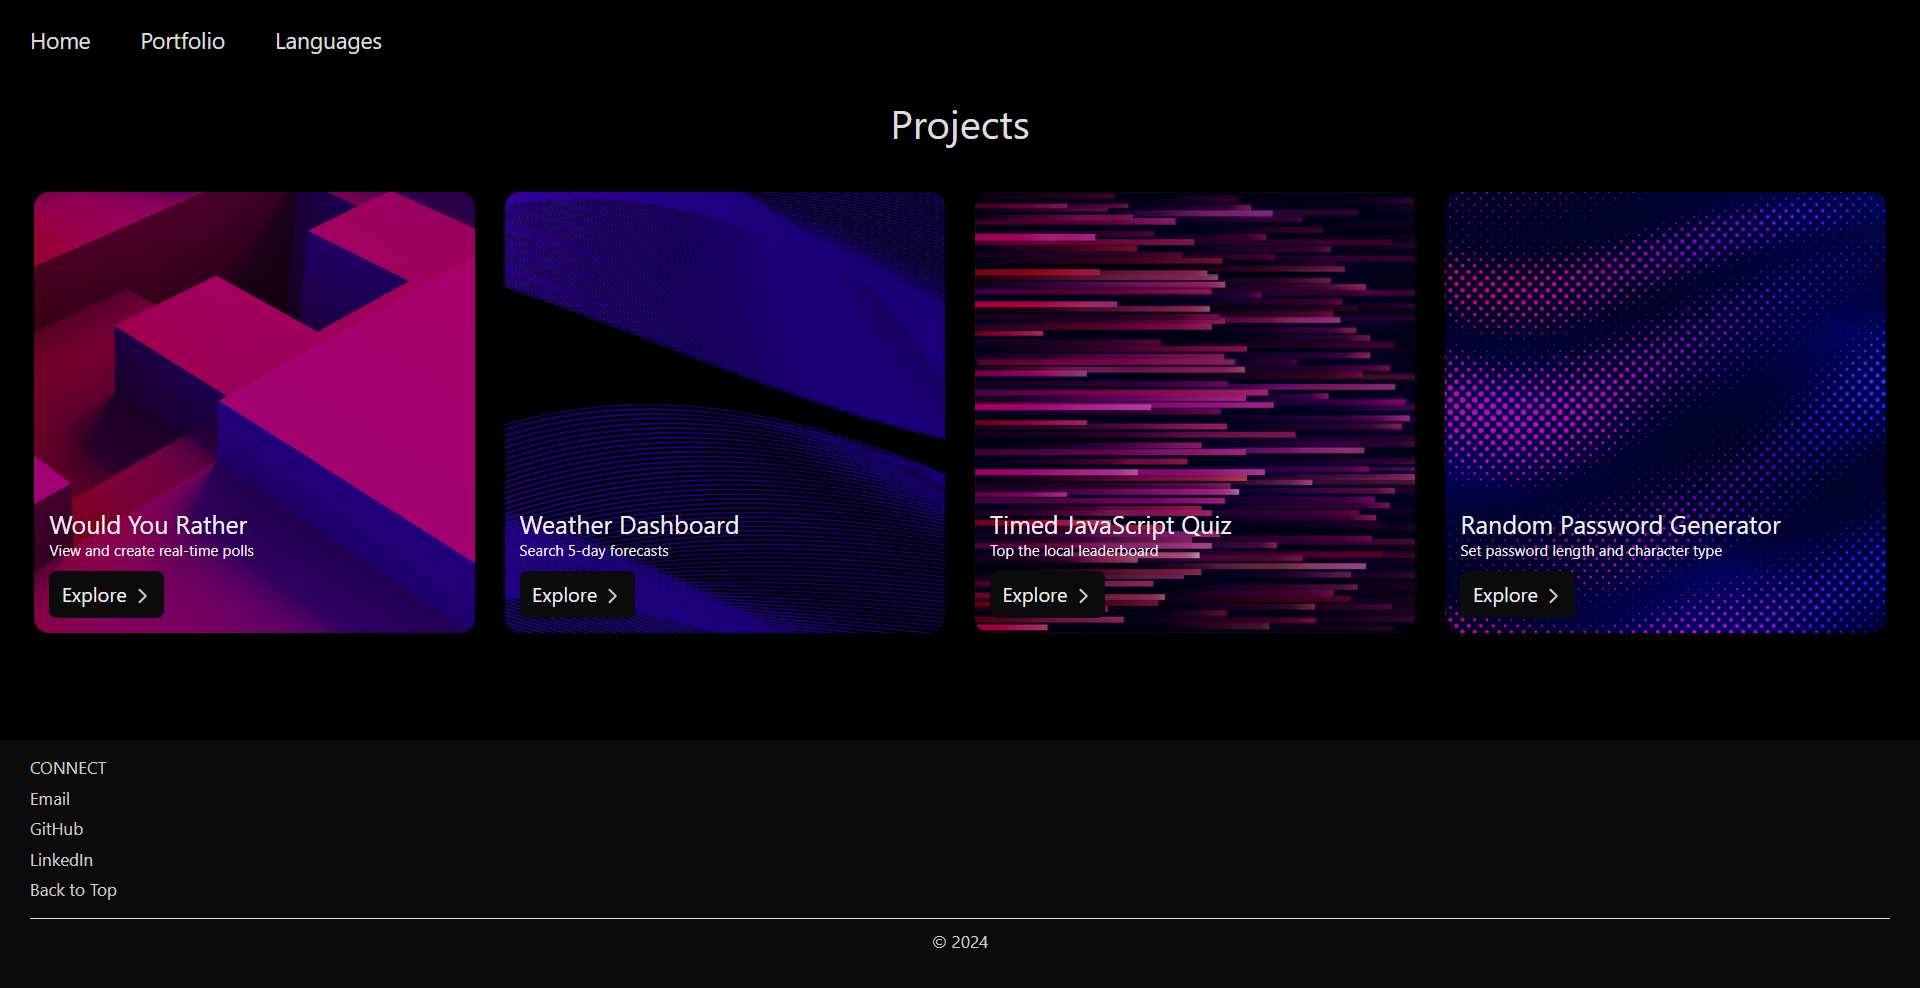 Home Portfolio Languages
Projects
Would You Rather
View and create real-time polls
Explore
Weather Dashboard
Search 5-day forecasts
Explore
Timed JavaScript Quiz
Top the local leaderboard
Explore
Random Password Generator
Set password length and character type
Explore
CONNECT
Email
GitHub
LinkedIn
Back to Top
© 2024